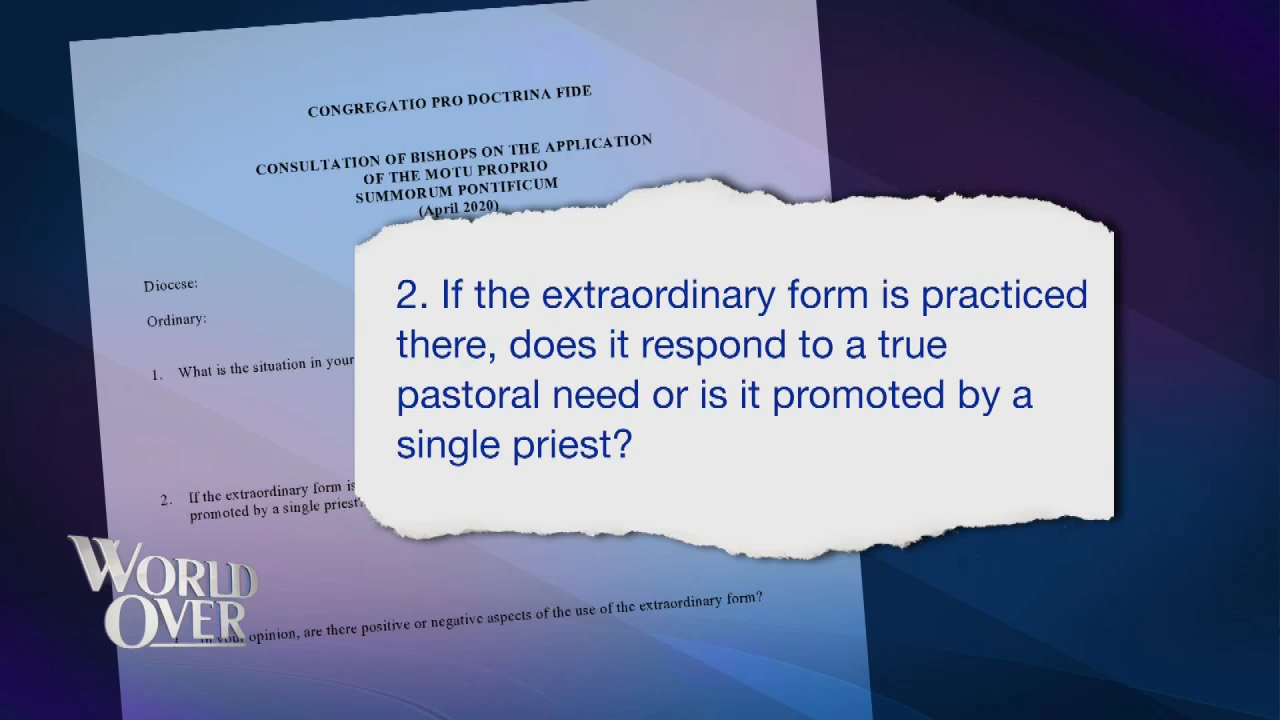 CONGREGATIO PRO DOCTRINA FIDE
CONSULTATION OF BISHOPS ON THE APPLICATION
OF THE MOTU PROPRIO
SUMMORUM PONTIFICUM
(April 2020)
Diocese:
Ordinary:
1. What is the situation in your
2. If the extraordinary form is
promoted by a single priest?
2. If the extraordinary form is practiced
there, does it respond to a true
pastoral need or is it promoted by a
single priest?
your opinion, are there positive or negative aspects of the use of the extraordinary form?
WORLD
OVER